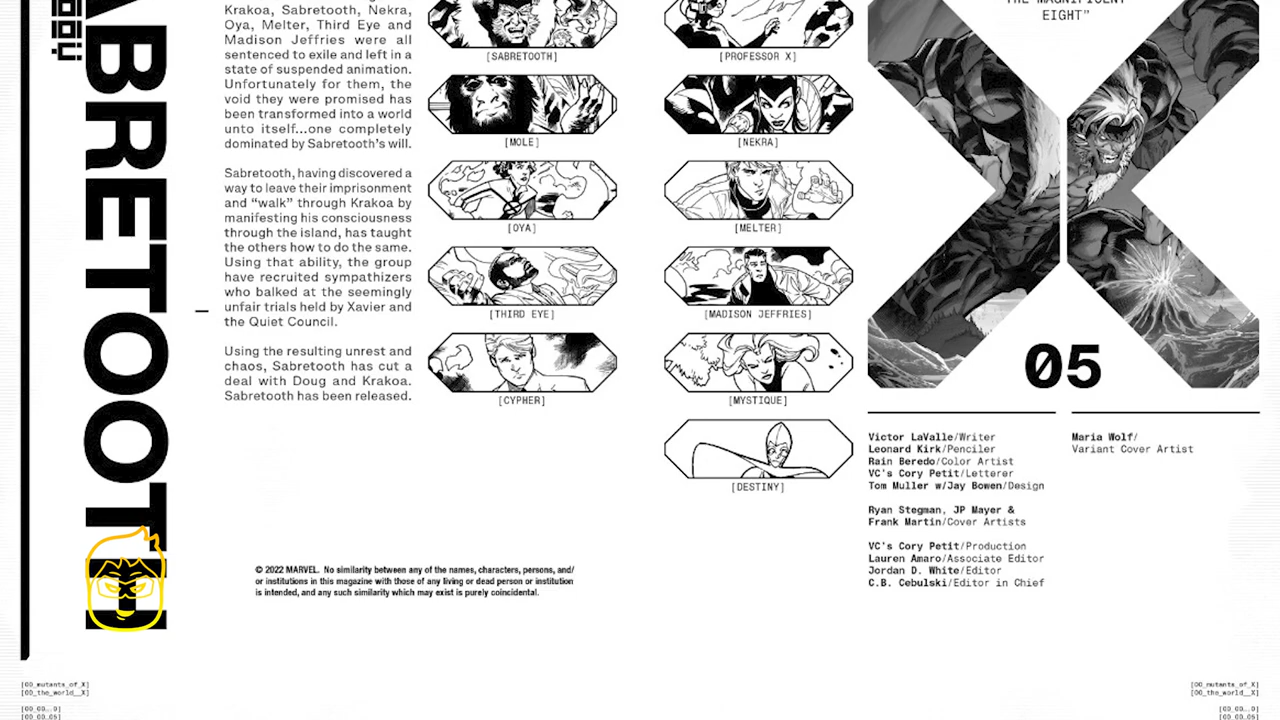 ABRETOOT
Krakoa, Sabretooth, Nekra,
Oya, Melter, Third Eye and
Madison Jeffries were all
sentenced to exile and left in a
state of suspended animation.
Unfortunately for them, the
void they were promised has
been transformed into a world
unto itself...one completely
dominated by Sabretooth's will.
Sabretooth, having discovered a
way to leave their imprisonment
and “walk” through Krakoa by
manifesting his consciousness
through the island, has taught
the others how to do the same.
Using that ability, the group
have recruited sympathizers
who balked at the seemingly
unfair trials held by Xavier and
the Quiet Council.
Using the resulting unrest and
chaos, Sabretooth has cut a
deal with Doug and Krakoa.
Sabretooth has been released.
[SABRETOOTH]
[PROFESSOR X]
[MOLE]
[NEKRA]
[OYA]
[MELTER]
[THIRD EYE]
[MADISON JEFFRIES]
[CYPHER]
[MYSTIQUE]
[DESTINY]
THE MAGNIFICENT
EIGHT”
05
Victor LaValle/Writer
Leonard Kirk/Penciler
Rain Beredo/Color Artist
VC's Cory Petit/Letterer
Tom Muller w/Jay Bowen/Design
Ryan Stegman, JP Mayer &
Frank Martin/Cover Artists
VC's Cory Petit/Production
Lauren Amaro/Associate Editor
Jordan D. White/Editor
C.B. Cebulski/Editor in Chief
Maria Wolf/
Variant Cover Artist
© 2022 MARVEL. No similarity between any of the names, characters, persons, and/
or institutions in this magazine with those of any living or dead person or institution
is intended, and any such similarity which may exist is purely coincidental.
[00_mutants_of_X]
[00_the_world__X]
[00_00...0]
[00_00..05]
[00_mutants_of_X]
[00_the_world__X]
[00_00...0]
[00_00..05]